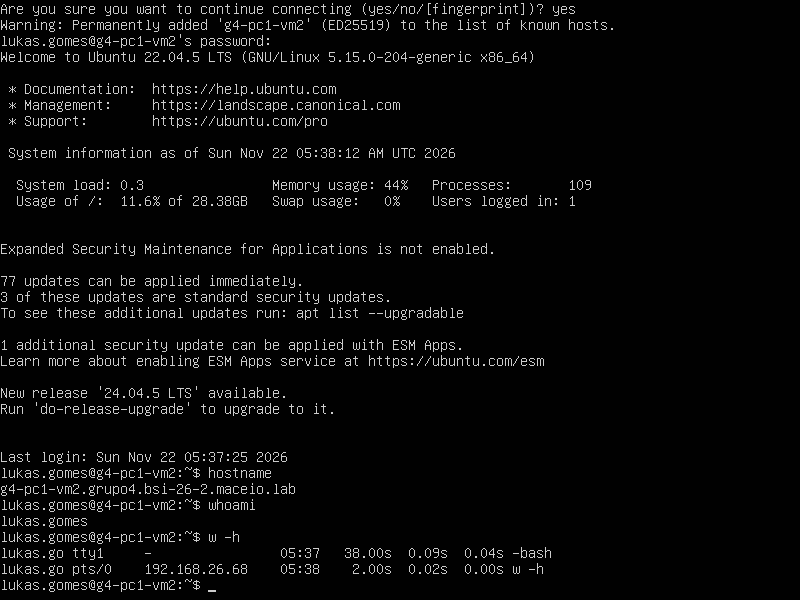 Are you sure you want to continue connecting (yes/no/[fingerprint])? yes
Warning: Permanently added 'g4-pc1-vm2' (ED25519) to the list of known hosts.
lukas.gomes@g4-pc1-vm2's password:
Welcome to Ubuntu 22.04.5 LTS (GNU/Linux 5.15.0-204-generic x86_64)

 * Documentation:  https://help.ubuntu.com
 * Management:     https://landscape.canonical.com
 * Support:        https://ubuntu.com/pro

 System information as of Sun Nov 22 05:38:12 AM UTC 2026

  System load: 0.3                Memory usage: 44%   Processes:       109
  Usage of /:  11.6% of 28.38GB   Swap usage:   0%    Users logged in: 1


Expanded Security Maintenance for Applications is not enabled.

77 updates can be applied immediately.
3 of these updates are standard security updates.
To see these additional updates run: apt list --upgradable

1 additional security update can be applied with ESM Apps.
Learn more about enabling ESM Apps service at https://ubuntu.com/esm

New release '24.04.5 LTS' available.
Run 'do-release-upgrade' to upgrade to it.


Last login: Sun Nov 22 05:37:25 2026
lukas.gomes@g4-pc1-vm2:~$ hostname
g4-pc1-vm2.grupo4.bsi-26-2.maceio.lab
lukas.gomes@g4-pc1-vm2:~$ whoami
lukas.gomes
lukas.gomes@g4-pc1-vm2:~$ w -h
lukas.go tty1     -                05:37   38.00s  0.09s  0.04s -bash
lukas.go pts/0    192.168.26.68    05:38    2.00s  0.02s  0.00s w -h
lukas.gomes@g4-pc1-vm2:~$ _